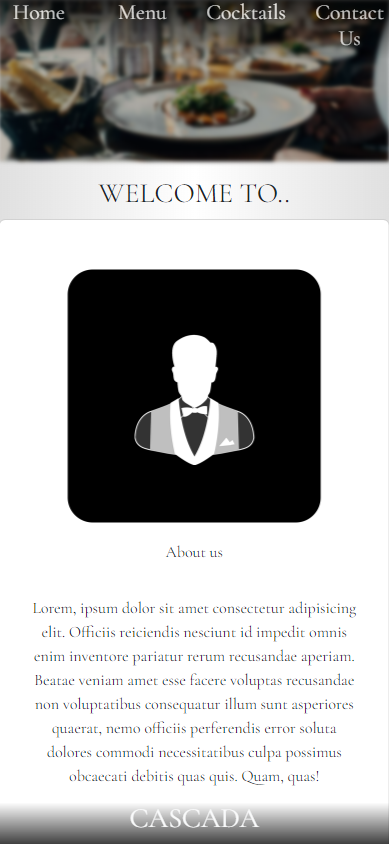 Home Menu Cocktails Contact Us
WELCOME TO..
About us
Lorem, ipsum dolor sit amet consectetur adipisicing
elit. Officiis reiciendis nesciunt id impedit omnis
enim inventore pariatur rerum recusandae aperiam.
Beatae veniam amet esse facere voluptas recusandae
non voluptatibus consequatur illum sunt asperiores
quaerat, nemo officiis perferendis error soluta
dolores commodi necessitatibus culpa possimus
obcaecati debitis quas quis. Quam, quas!
CASCADA